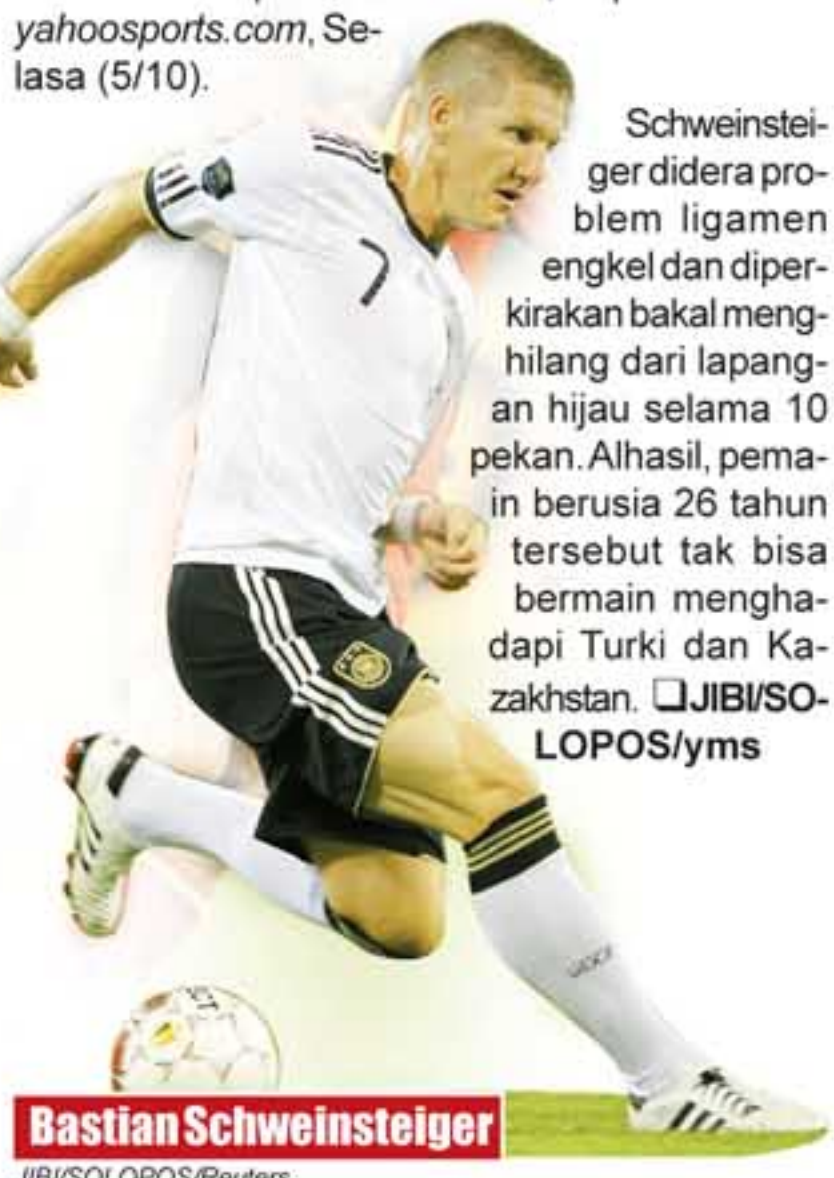 yahoosports.com, Se-
lasa (5/10).
Schweinstei-
ger didera pro-
blem ligamen
engkel dan diper-
kirakan bakal meng-
hilang dari lapang-
an hijau selama 10
pekan. Alhasil, pema-
in berusia 26 tahun
tersebut tak bisa
bermain mengha-
dapi Turki dan Ka-
zakhstan. ❑JIBI/SO-
LOPOS/yms
7
Bastian Schweinsteiger
JIBI/SOLOPOS/Reuters